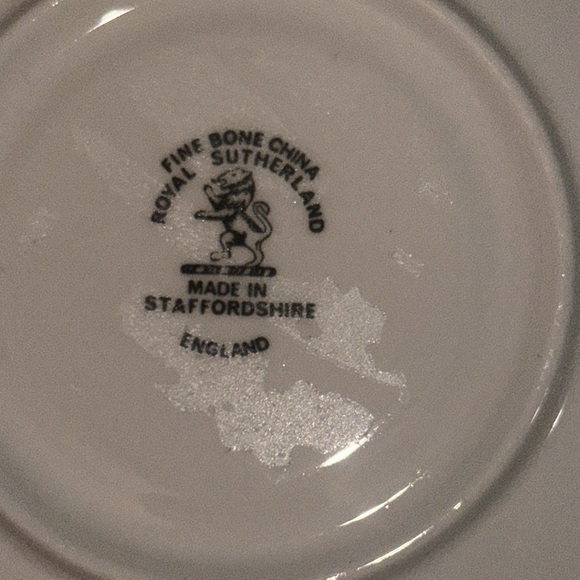 FINE BONE CHINA
ROYAL SUTHERLAND
MADE IN
STAFFORDSHIRE
ENGLAND